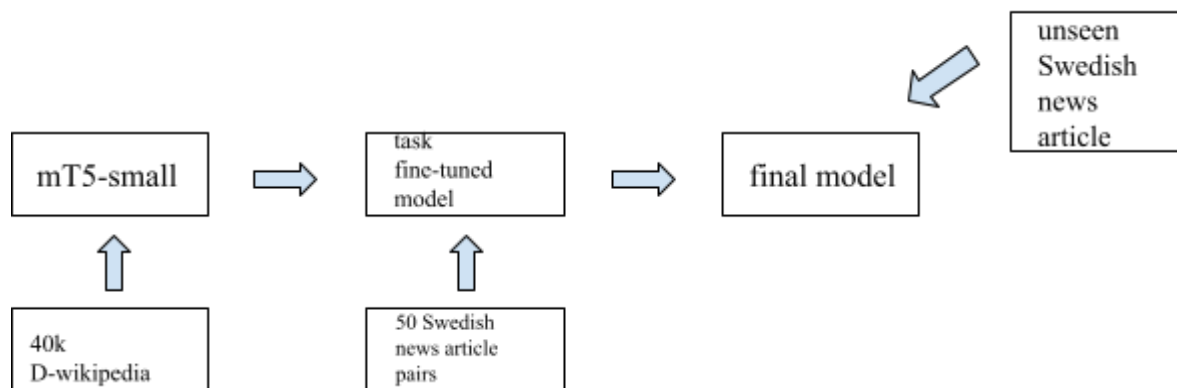 unseen
Swedish
news
article
mT5-small
task
fine-tuned
model
final model
40k
D-wikipedia
50 Swedish
news article
pairs